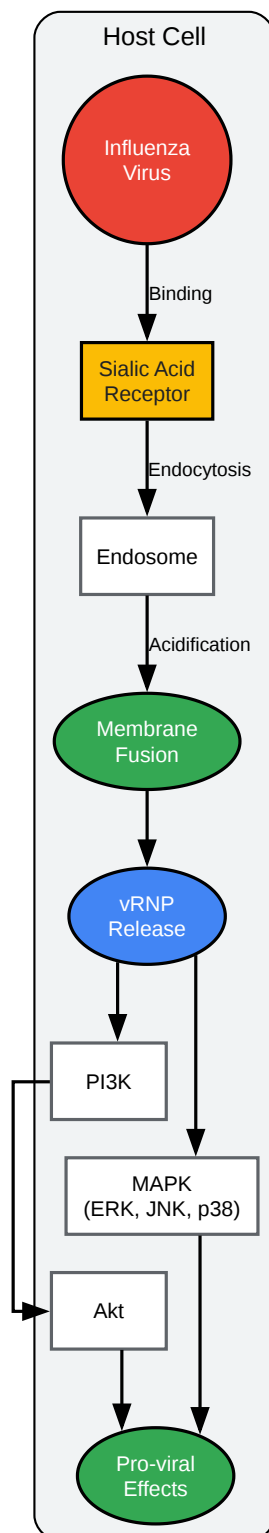 Host Cell
Influenza
Virus
Binding
Sialic Acid
Receptor
Endocytosis
Endosome
Acidification
Membrane
Fusion
vRNP
Release
PI3K
MAPK
(ERK, JNK, p38)
Akt
Pro-viral
Effects